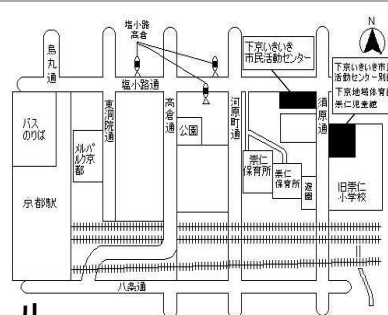 塩小路
高倉
N
烏丸通
下京いきいき
市民活動センター
下京いきいき市民
活動センター別館
下京地域体育館
崇仁児童館
塩小路通
バス
のりば
東洞院通
高倉通
河原町通
須原通
公園
メルパルク京都
崇仁
保育所
崇仁
保育所
遊園
旧崇仁
小学校
京都駅
八条通